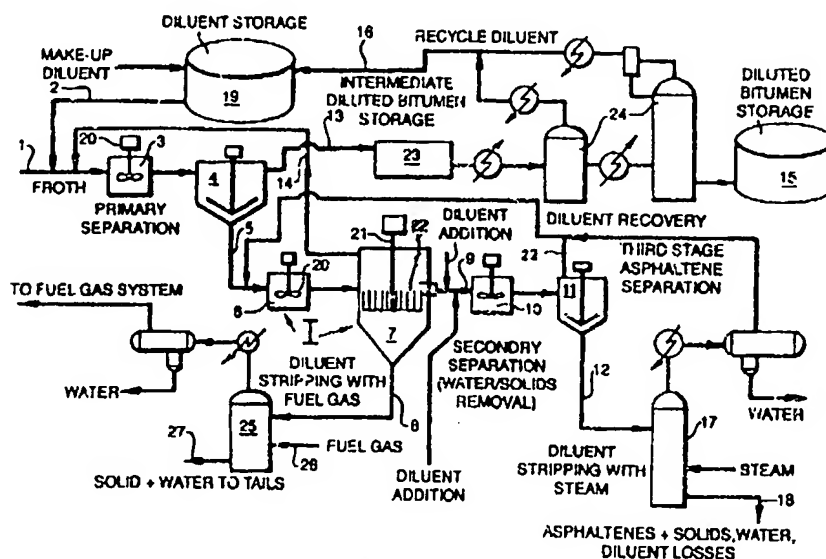 DILUENT STORAGE
16
RECYCLE DILUENT
MAKE-UP
DILUENT
2
19
INTERMEDIATE
DILUTED BITUMEN
STORAGE
13
24
DILUTED
BITUMEN
STORAGE
15
20
3
1
FROTH
4
14
23
PRIMARY
SEPARATION
5
21
22
DILUENT
ADDITION
9
DILUENT RECOVERY
THIRD STAGE
ASPHALTENE
SEPARATION
22
20
6
I
7
10
11
TO FUEL GAS SYSTEM
WATER
DILUENT
STRIPPING WITH
FUEL GAS
8
SECONDRY
SEPARATION
(WATER/SOLIDS
REMOVAL)
12
WATER
17
27
25
FUEL GAS
26
SOLID + WATER TO TAILS
DILUENT
ADDITION
DILUENT
STRIPPING WITH
STEAM
STEAM
18
ASPHALTENES + SOLIDS, WATER,
DILUENT LOSSES